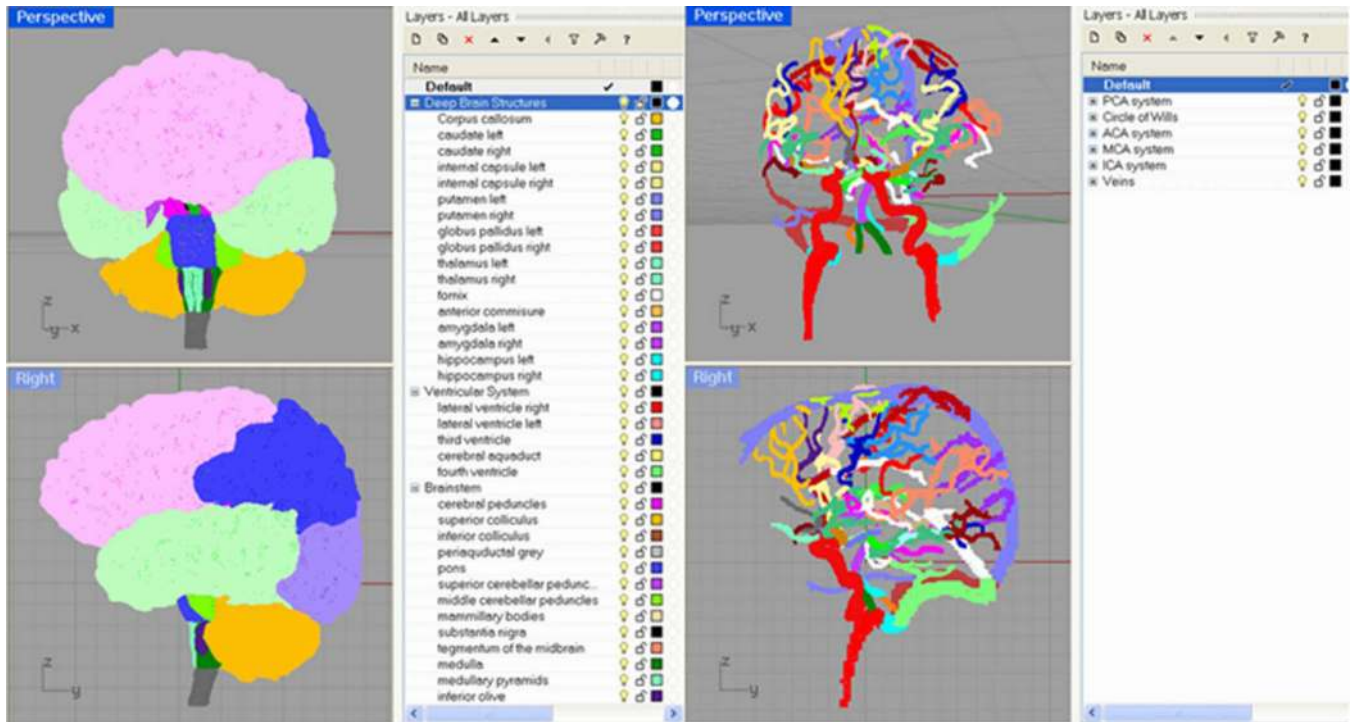 Perspective
z
y
x
Right
z
y
Layers - All Layers
?
Name
Default
Deep Brain Structures
Corpus callosum
caudate left
caudate right
internal capsule left
internal capsule right
putamen left
putamen right
globus pallidus left
globus pallidus right
thalamus left
thalamus right
fornix
anterior commisure
amygdala left
amygdala right
hippocampus left
hippocampus right
Ventricular System
lateral ventricle right
lateral ventricle left
third ventricle
cerebral aquaduct
fourth ventricle
Brainstem
cerebral peduncles
superior colliculus
inferior colliculus
periaquductal grey
pons
superior cerebellar pedunc...
middle cerebellar peduncles
mammillary bodies
substantia nigra
tegmentum of the midbrain
medulla
medullary pyramids
inferior olive
Perspective
z
y
x
Right
z
y
Layers - All Layers
?
Name
Default
PCA system
Circle of Wills
ACA system
MCA system
ICA system
Veins